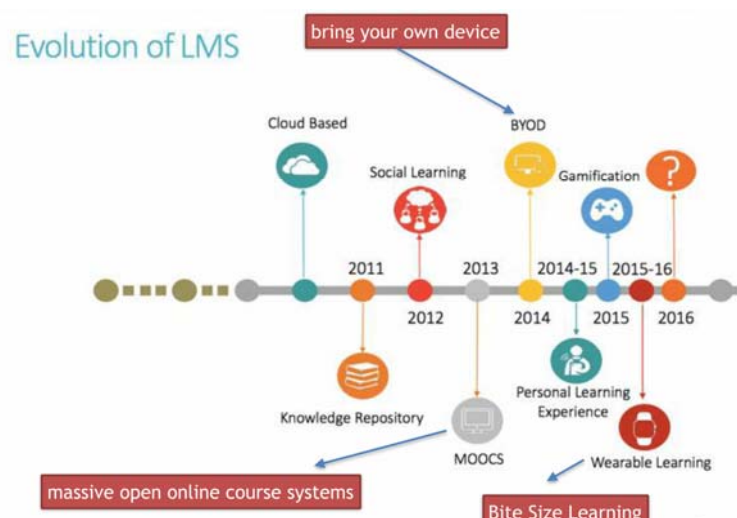 bring your own device
Evolution of LMS
Cloud Based
BYOD
Social Learning
Gamification
?
2011
2013
2014-15
2015-16
2012
2014
2015
2016
Knowledge Repository
Personal Learning
Experience
MOOCS
Wearable Learning
massive open online course systems
Bite Size Learning